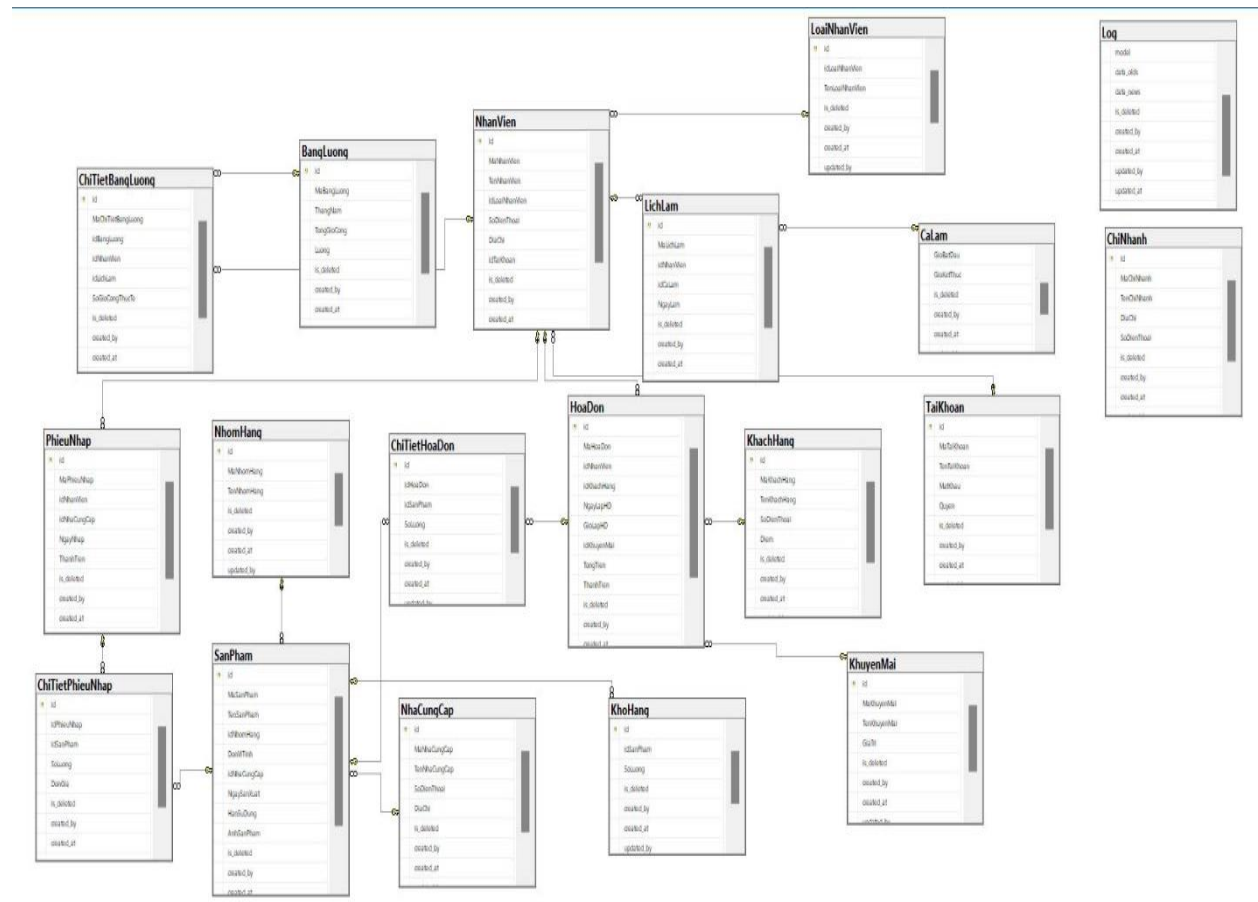 LoaiNhanVien
id
idLoaiNhanVien
TenLoaiNhanVien
is_deleted
created_by
created_at
updated_by
Log
model
data_olds
data_news
is_deleted
created_by
created_at
updated_by
updated_at
NhanVien
id
MaNhanVien
TenNhanVien
idLoaiNhanVien
SoDienThoai
DiaChi
idTaiKhoan
is_deleted
created_by
created_at
BangLuong
id
MaBangLuong
ThangNam
TongGioCong
Luong
is_deleted
created_by
created_at
ChiTietBangLuong
id
MaChiTietBangLuong
idBangLuong
idNhanVien
idLichLam
SoGioCongThucTe
is_deleted
created_by
created_at
LichLam
id
MaLichLam
idNhanVien
idCaLam
NgayLam
is_deleted
created_by
created_at
CaLam
GioBatDau
GioKetThuc
is_deleted
created_by
created_at
ChiNhanh
id
MaChiNhanh
TenChiNhanh
DiaChi
SoDienThoai
is_deleted
created_by
created_at
PhieuNhap
id
MaPhieuNhap
idNhanVien
idNhaCungCap
NgayNhap
ThanhTien
is_deleted
created_by
created_at
NhomHang
id
MaNhomHang
TenNhomHang
is_deleted
created_by
created_at
updated_by
ChiTietHoaDon
id
idHoaDon
idSanPham
SoLuong
is_deleted
created_by
created_at
updated_by
HoaDon
id
MaHoaDon
idNhanVien
idKhachHang
NgayLapHD
GioLapHD
idKhuyenMai
TongTien
ThanhTien
is_deleted
created_by
created_at
KhachHang
id
MaKhachHang
TenKhachHang
SoDienThoai
Diem
is_deleted
created_by
created_at
TaiKhoan
id
MaTaiKhoan
TenTaiKhoan
MatKhau
Quyen
is_deleted
created_by
created_at
ChiTietPhieuNhap
id
idPhieuNhap
idSanPham
SoLuong
DonGia
is_deleted
created_by
created_at
SanPham
id
MaSanPham
TenSanPham
idNhomHang
DonViTinh
idNhaCungCap
NgaySanXuat
HanSuDung
AnhSanPham
is_deleted
created_by
created_at
NhaCungCap
id
MaNhaCungCap
TenNhaCungCap
SoDienThoai
DiaChi
is_deleted
created_by
created_at
KhoHang
id
idSanPham
SoLuong
is_deleted
created_by
created_at
updated_by
KhuyenMai
id
MaKhuyenMai
TenKhuyenMai
GiaTri
is_deleted
created_by
created_at
updated_by